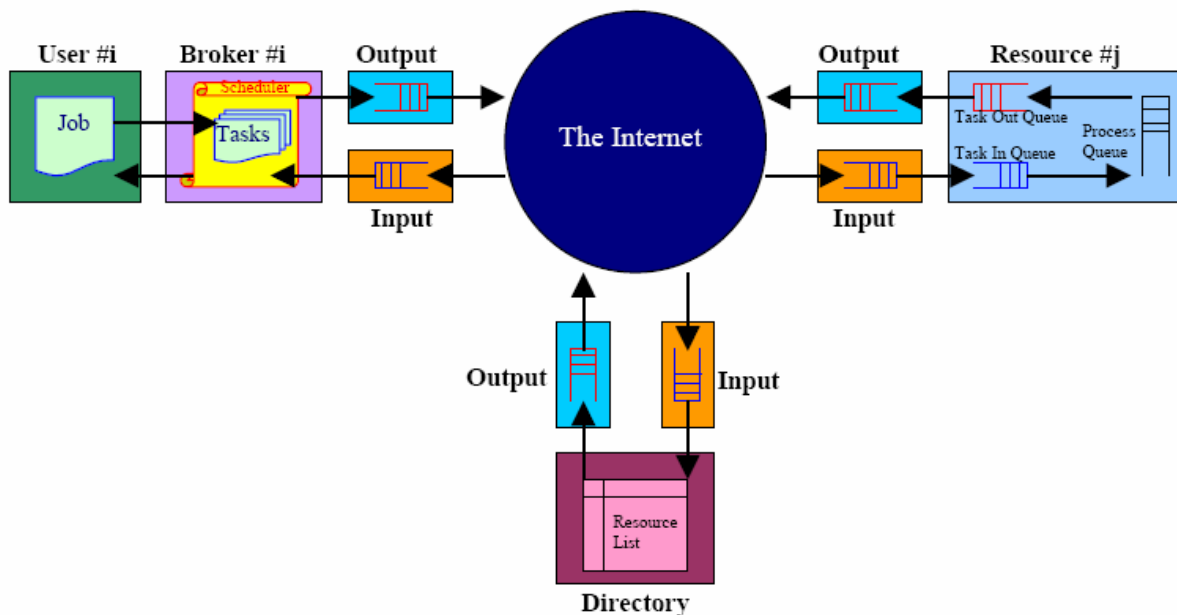 User #i
Broker #i
Output
Output
Resource #j
Scheduler
Job
Tasks
The Internet
Task Out Queue
Process
Queue
Task In Queue
Input
Input
Output
Input
Resource
List
Directory